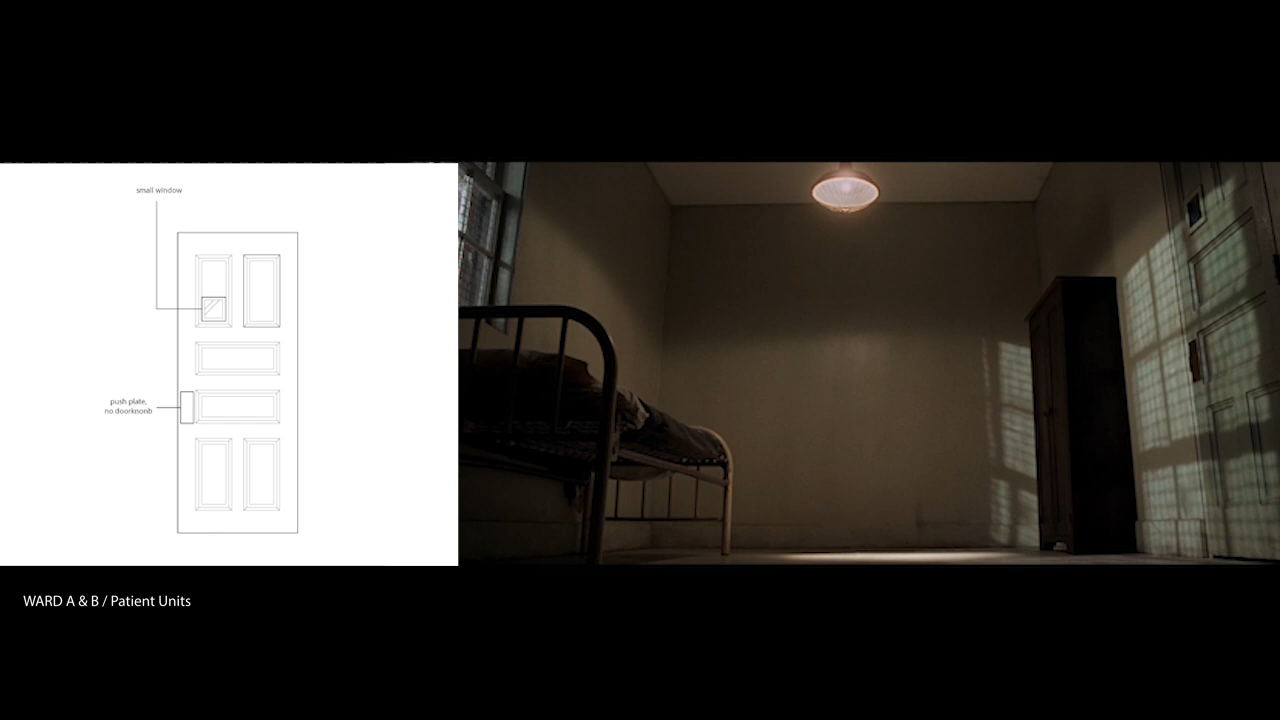 small window
push plate,
no doorknonb
WARD A & B / Patient Units